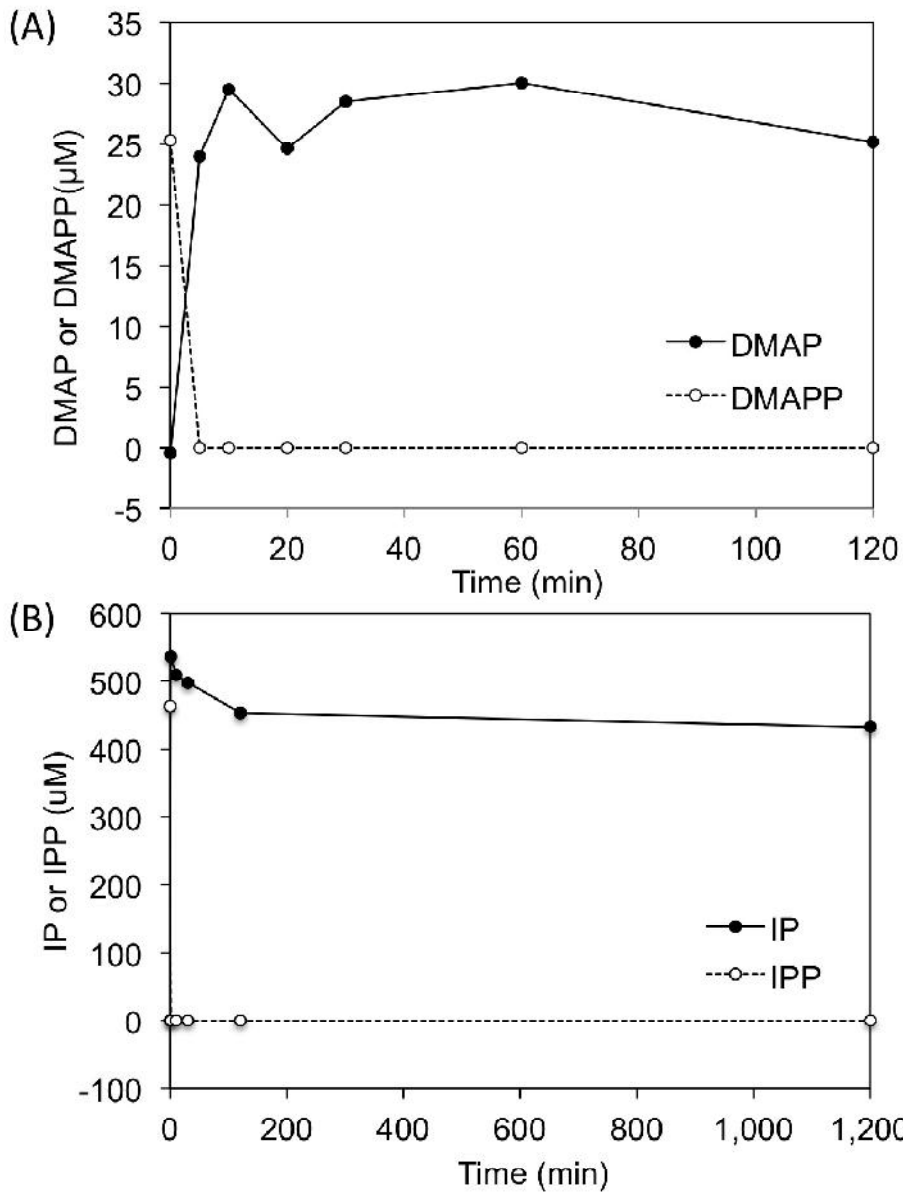 (A)
35
30
25
20
15
10
5
0
-5
DMAP or DMAPP(μM)
DMAP
DMAPP
0 20 40 60 80 100 120
Time (min)
(B)
600
500
400
300
200
100
0
-100
IP or IPP (uM)
IP
IPP
0 200 400 600 800 1,000 1,200
Time (min)